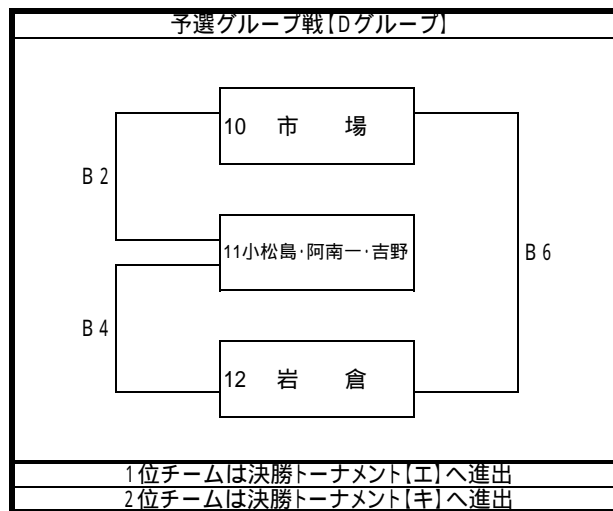 予選グループ戦【Dグループ】
10 市 場
B2
11小松島・阿南一・吉野
B6
B4
12 岩 倉
1位チームは決勝トーナメント【エ】へ進出
2位チームは決勝トーナメント【キ】へ進出